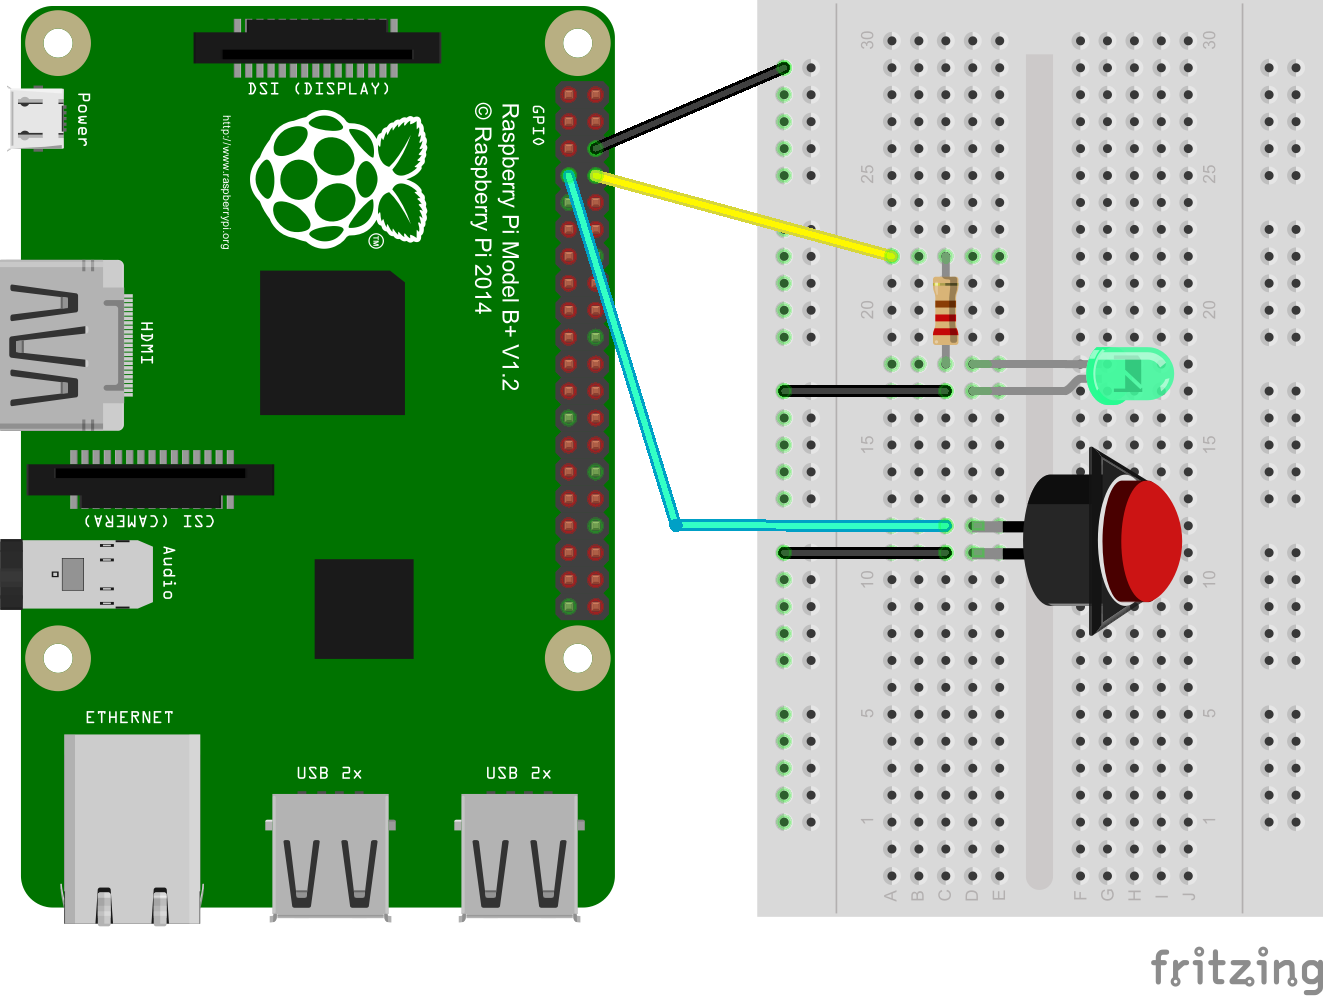 DSI (DISPLAY)
Power
http://www.raspberrypi.org
TM
© Raspberry Pi 2014
Raspberry Pi Model B+ V1.2
GPIO
HDMI
CSI (CAMERA)
Audio
ETHERNET
USB 2x
USB 2x
30
30
25
25
20
20
15
15
10
10
5
5
1
1
A B C D E F G H I J
fritzing